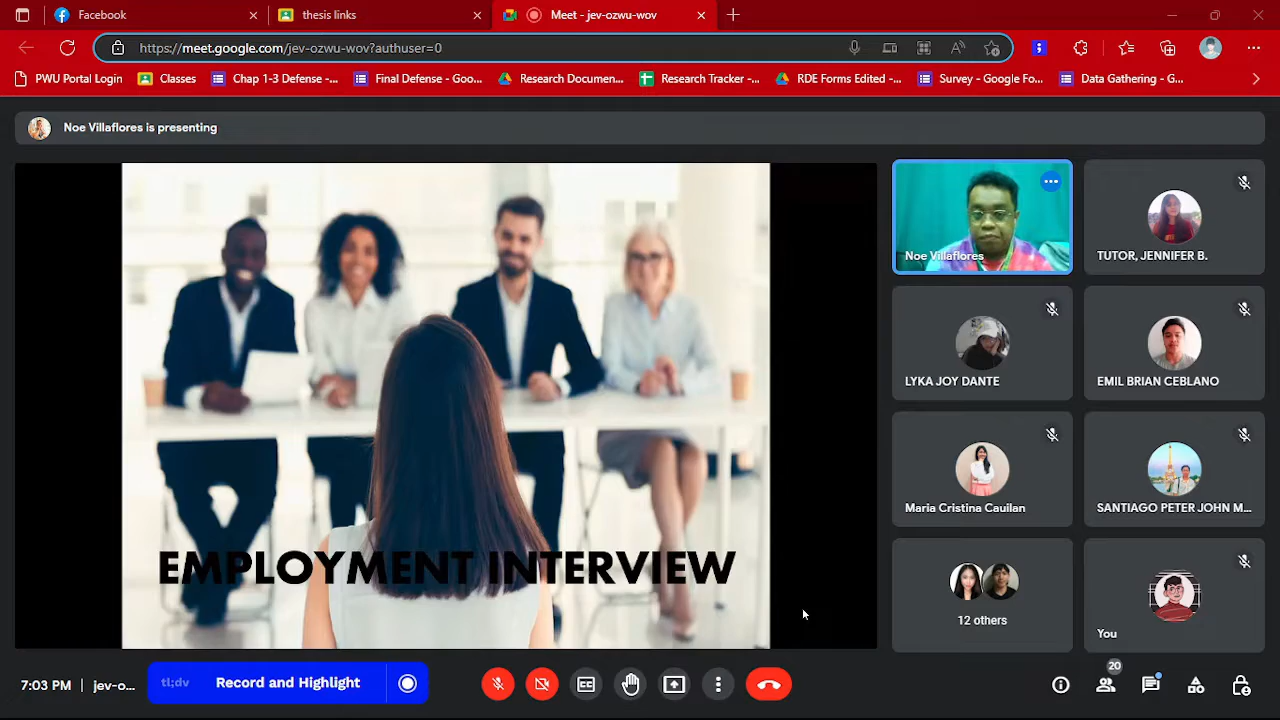 Facebook
thesis links
Meet - jev-ozwu-wov
https://meet.google.com/jev-ozwu-wov?authuser=0
PWU Portal Login
Classes
Chap 1-3 Defense -...
Final Defense - Goo...
Research Documen...
Research Tracker -...
RDE Forms Edited -...
Survey - Google Fo...
Data Gathering - G...
Noe Villaflores is presenting
Noe Villaflores
TUTOR, JENNIFER B.
LYKA JOY DANTE
EMIL BRIAN CEBLANO
Maria Cristina Cauilan
SANTIAGO PETER JOHN M...
EMPLOYMENT INTERVIEW
12 others
You
7:03 PM | jev-o...
tl;dv
Record and Highlight
20